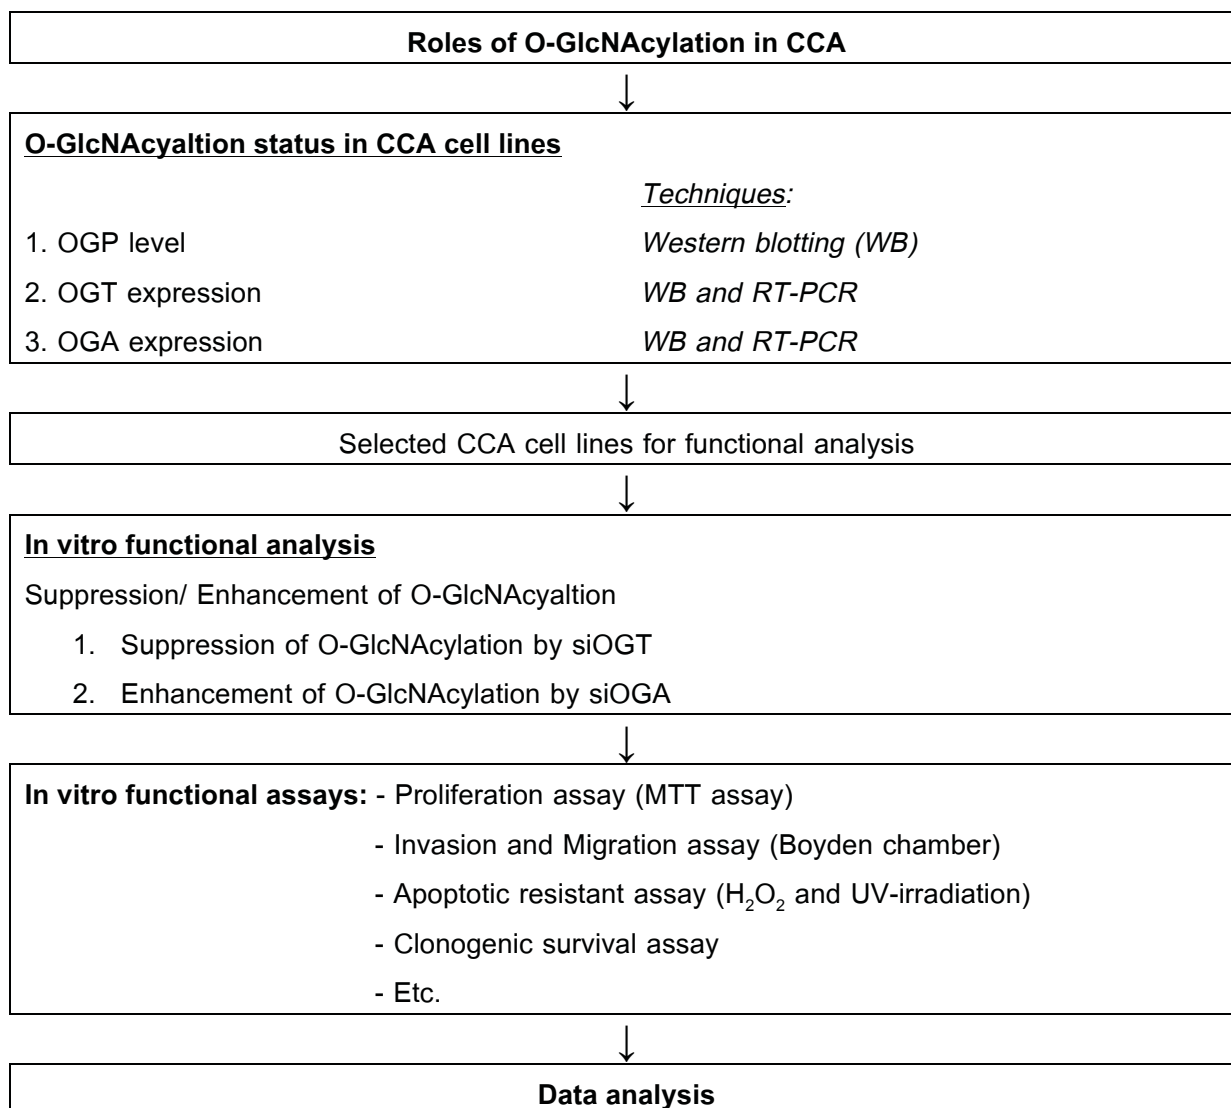 Roles of O-GlcNAcylation in CCA
↓
O-GlcNAcyaltion status in CCA cell lines
Techniques:
1. OGP level Western blotting (WB)
2. OGT expression WB and RT-PCR
3. OGA expression WB and RT-PCR
↓
Selected CCA cell lines for functional analysis
↓
In vitro functional analysis
Suppression/ Enhancement of O-GlcNAcyaltion
1. Suppression of O-GlcNAcylation by siOGT
2. Enhancement of O-GlcNAcylation by siOGA
↓
In vitro functional assays: - Proliferation assay (MTT assay)
- Invasion and Migration assay (Boyden chamber)
- Apoptotic resistant assay (H₂O₂ and UV-irradiation)
- Clonogenic survival assay
- Etc.
↓
Data analysis